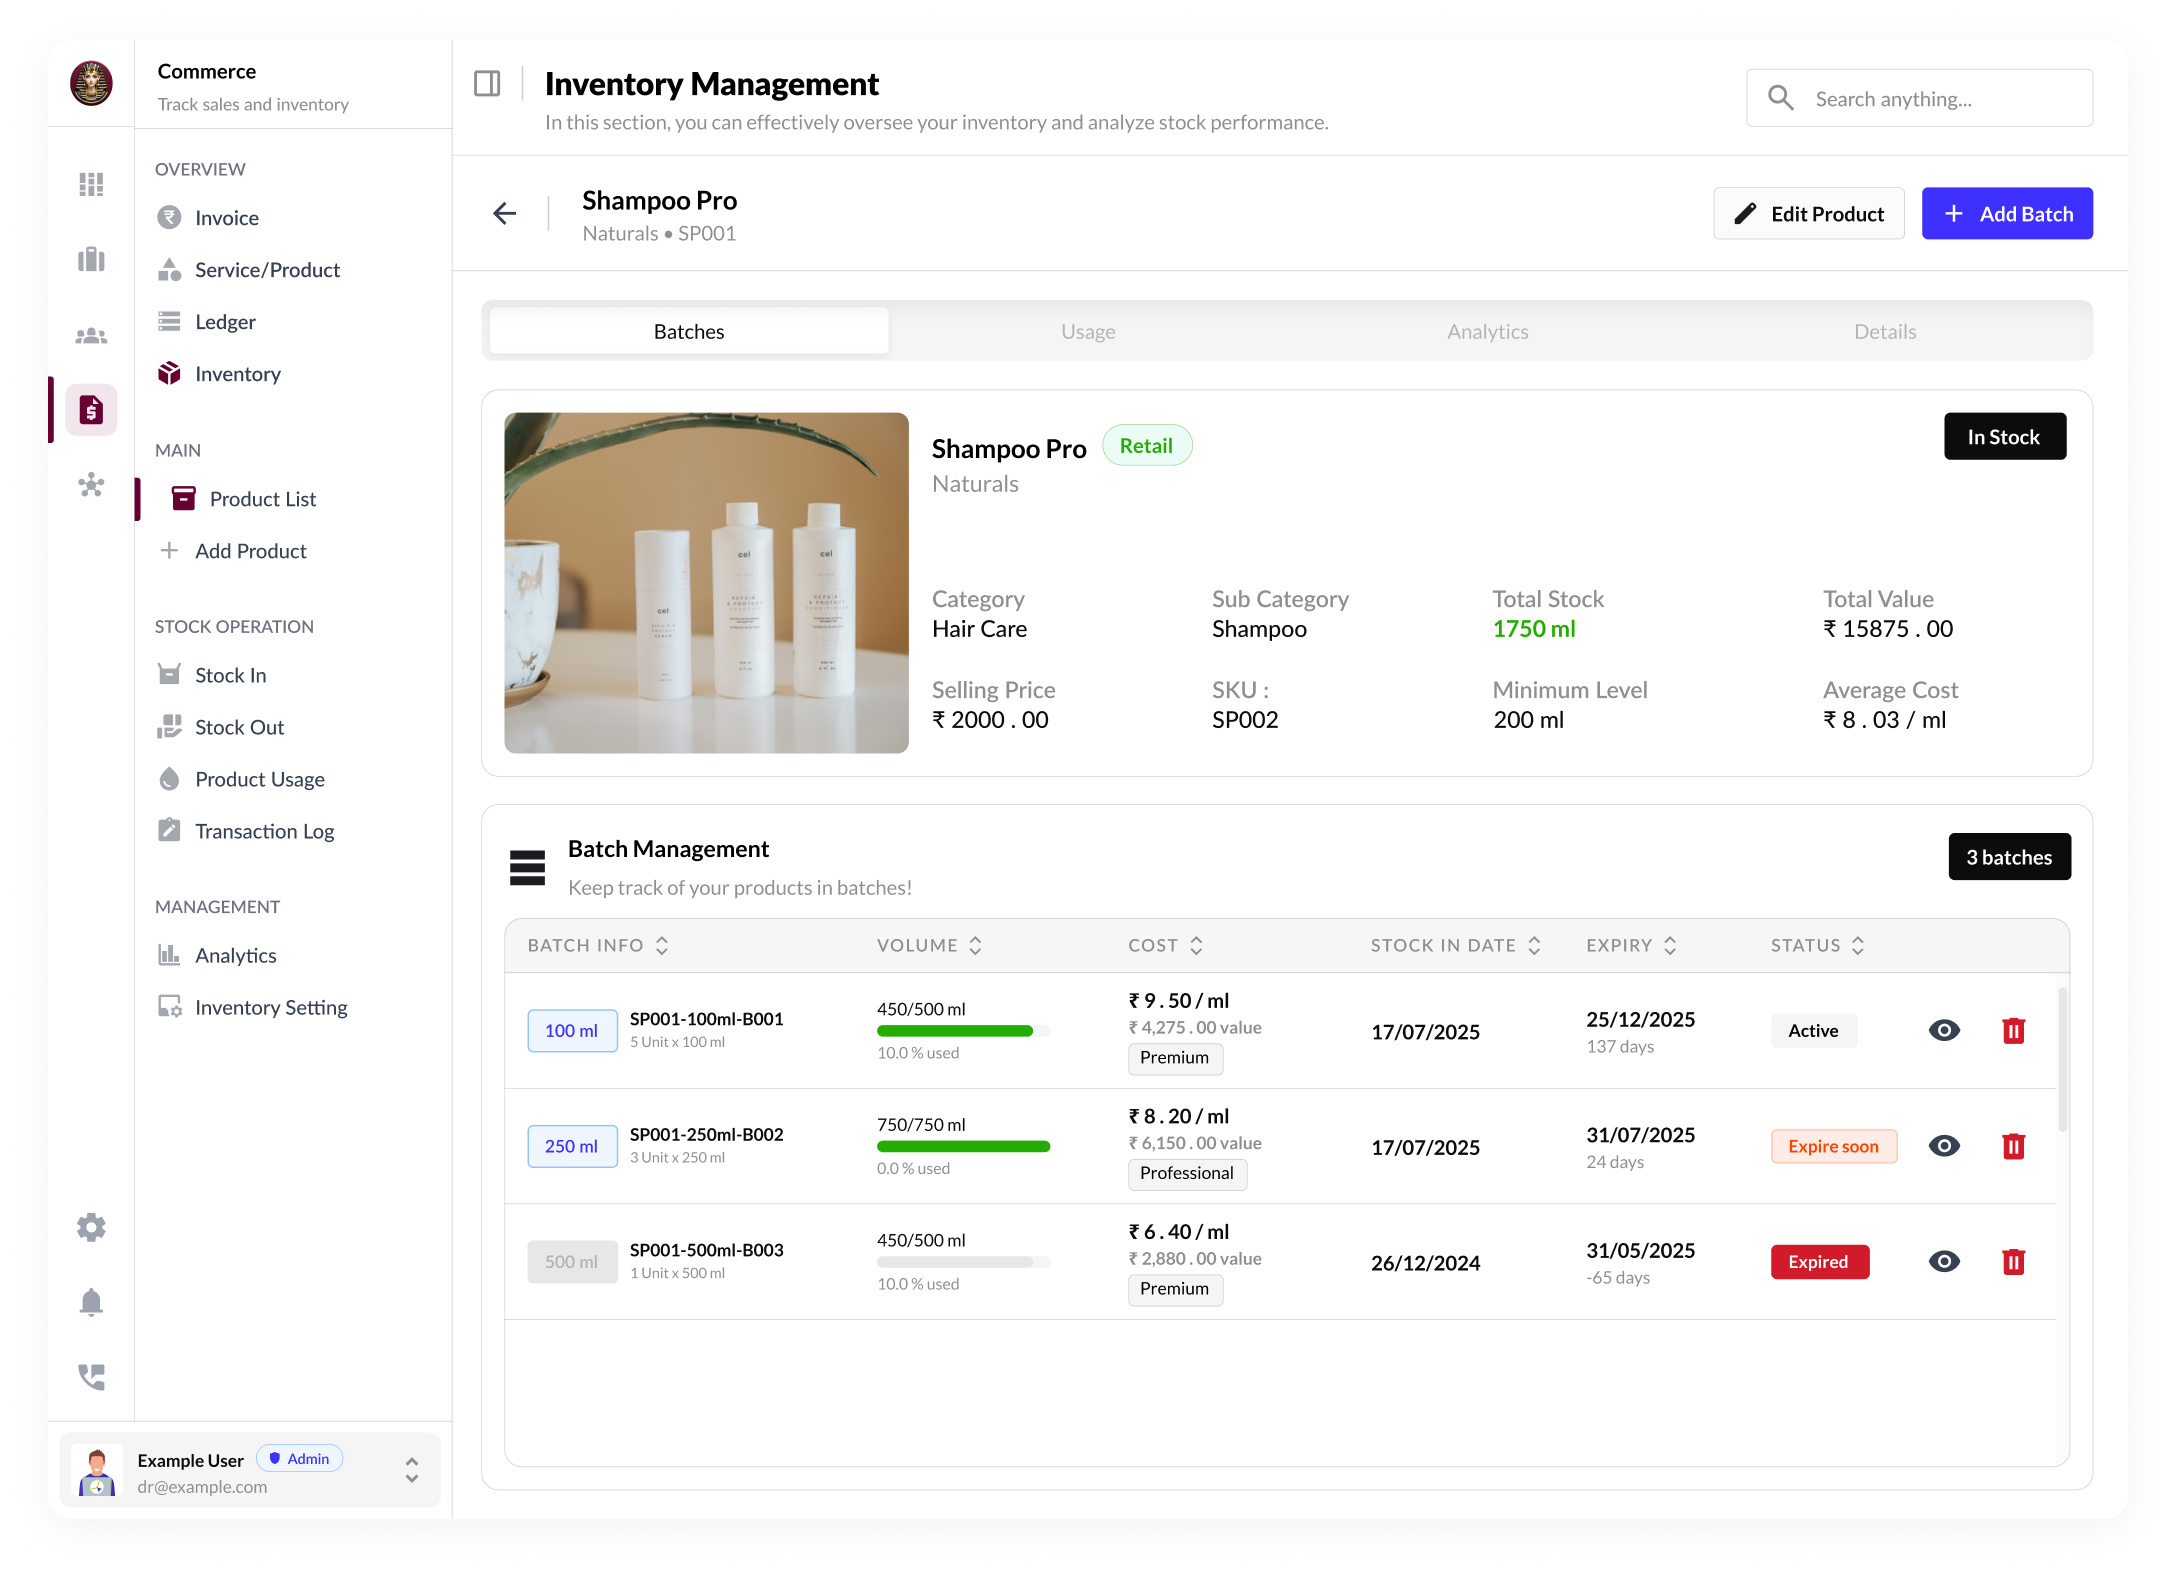 Commerce
Track sales and inventory
OVERVIEW
Invoice
Service/Product
Ledger
Inventory
MAIN
Product List
Add Product
STOCK OPERATION
Stock In
Stock Out
Product Usage
Transaction Log
MANAGEMENT
Analytics
Inventory Setting
Example User
Admin
dr@example.com
Inventory Management
In this section, you can effectively oversee your inventory and analyze stock performance.
Search anything...
Shampoo Pro
Naturals • SP001
Edit Product
Add Batch
Batches Usage Analytics Details
cel
cel
cel
Shampoo Pro Retail
Naturals
In Stock
Category Sub Category Total Stock Total Value
Hair Care Shampoo 1750 ml ₹ 15875 . 00
Selling Price SKU : Minimum Level Average Cost
₹ 2000 . 00 SP002 200 ml ₹ 8 . 03 / ml
Batch Management
Keep track of your products in batches!
3 batches
BATCH INFO VOLUME COST STOCK IN DATE EXPIRY STATUS
100 ml
SP001-100ml-B001
5 Unit x 100 ml
450/500 ml
10.0 % used
₹ 9 . 50 / ml
₹ 4,275 . 00 value
Premium
17/07/2025
25/12/2025
137 days
Active
250 ml
SP001-250ml-B002
3 Unit x 250 ml
750/750 ml
0.0 % used
₹ 8 . 20 / ml
₹ 6,150 . 00 value
Professional
17/07/2025
31/07/2025
24 days
Expire soon
500 ml
SP001-500ml-B003
1 Unit x 500 ml
450/500 ml
10.0 % used
₹ 6 . 40 / ml
₹ 2,880 . 00 value
Premium
26/12/2024
31/05/2025
-65 days
Expired